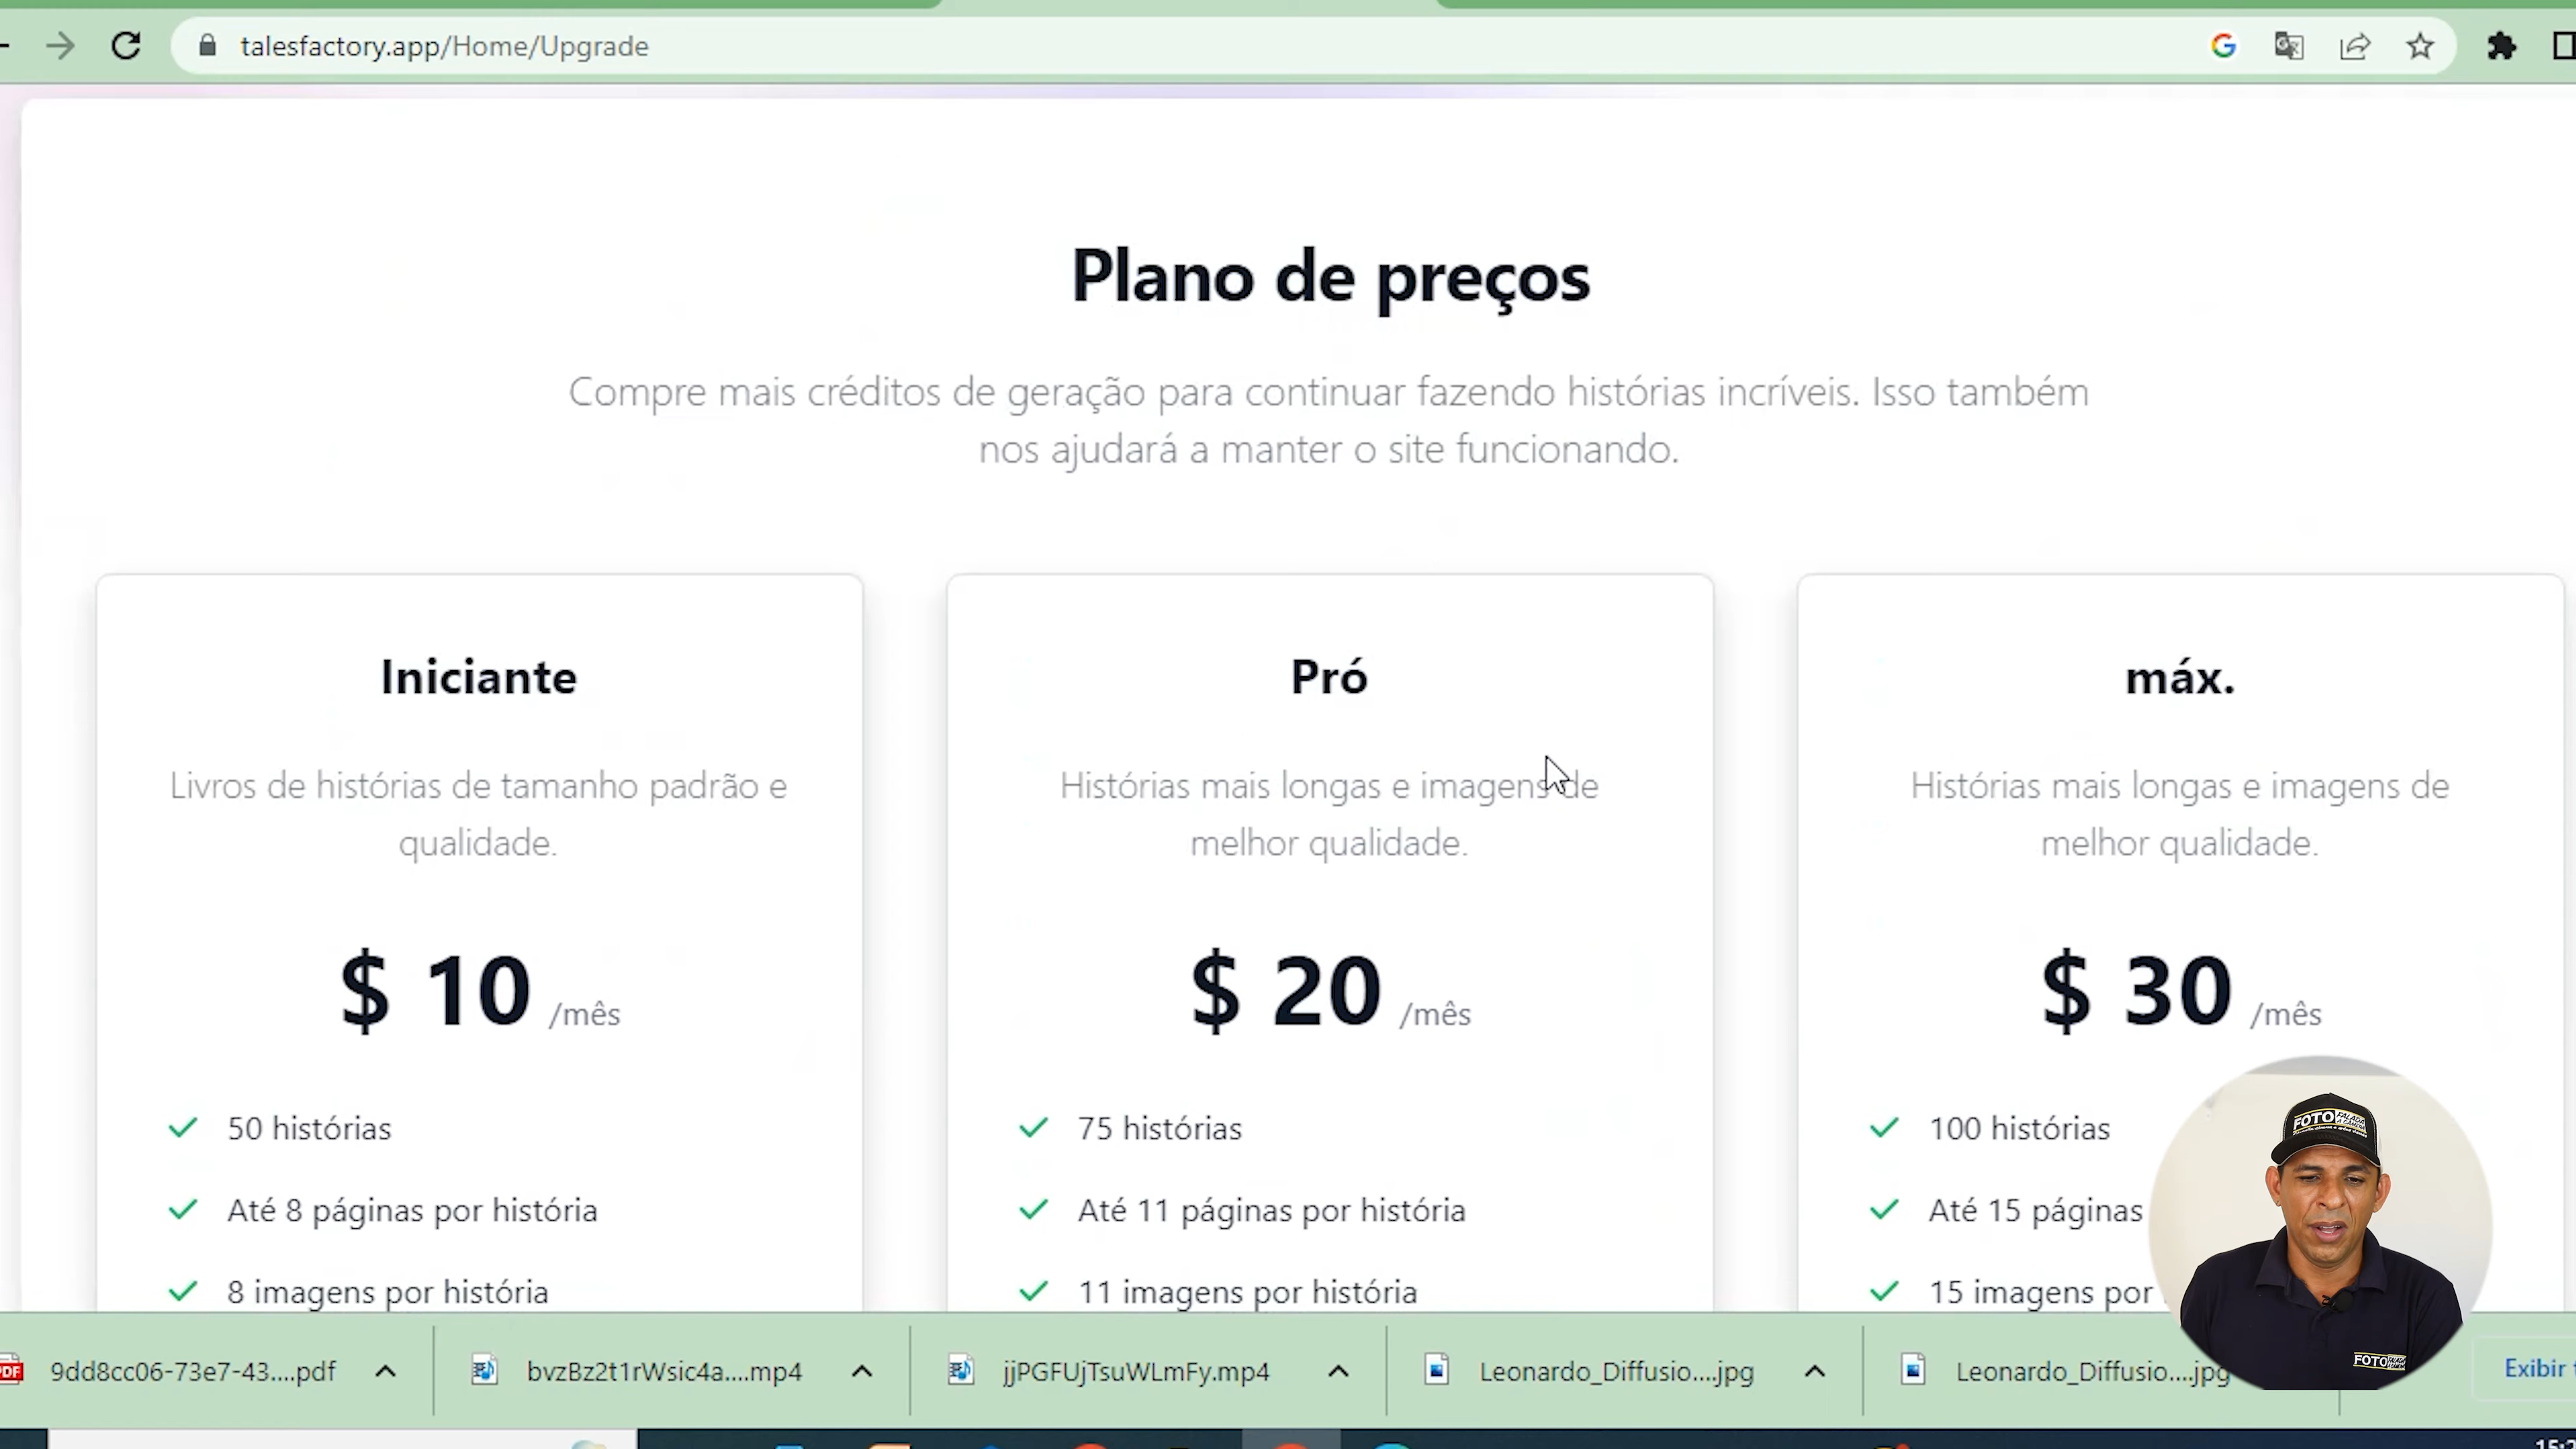 talesfactory.app/Home/Upgrade
Plano de preços
Compre mais créditos de geração para continuar fazendo histórias incríveis. Isso também
nos ajudará a manter o site funcionando.
Iniciante
Livros de histórias de tamanho padrão e
qualidade.
$ 10 /mês
50 histórias
Até 8 páginas por história
8 imagens por história
Pró
Histórias mais longas e imagens de
melhor qualidade.
$ 20 /mês
75 histórias
Até 11 páginas por história
11 imagens por história
máx.
Histórias mais longas e imagens de
melhor qualidade.
$ 30 /mês
100 histórias
Até 15 páginas
15 imagens por
FOTO FALADA
FOTO
PDF 9dd8cc06-73e7-43....pdf
bvzBz2t1rWsic4a....mp4
jjPGFUjTsuWLmFy.mp4
Leonardo_Diffusio....jpg
Leonardo_Diffusio....jpg
Exibir